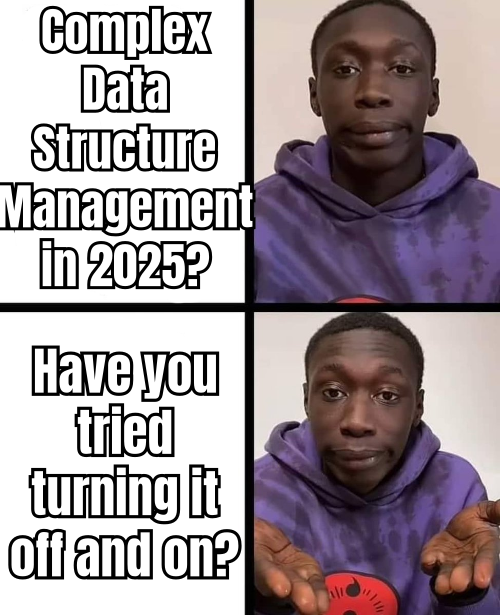 Complex
Data
Structure
Management
in 2025?
Have you
tried
turning it
off and on?